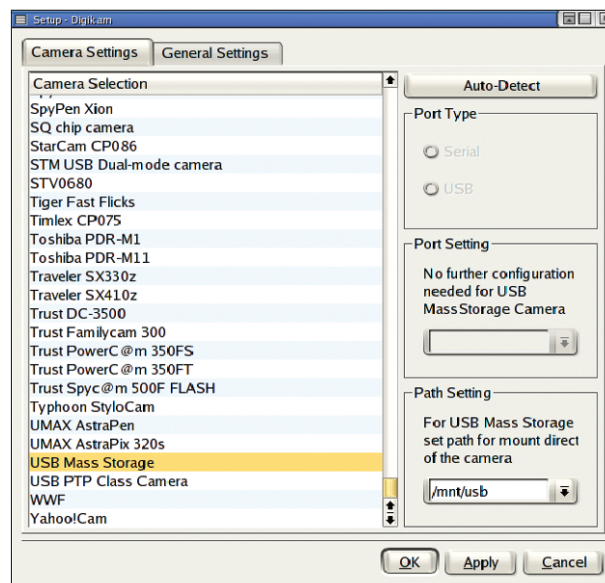 Setup - Digikam
Camera Settings
General Settings
Camera Selection
SpyPen Xion
SQ chip camera
StarCam CP086
STM USB Dual-mode camera
STV0680
Tiger Fast Flicks
Timlex CP075
Toshiba PDR-M1
Toshiba PDR-M11
Traveler SX330z
Traveler SX410z
Trust DC-3500
Trust Familycam 300
Trust PowerC@m 350FS
Trust PowerC@m 350FT
Trust Spyc@m 500F FLASH
Typhoon StyloCam
UMAX AstraPen
UMAX AstraPix 320s
USB Mass Storage
USB PTP Class Camera
WWF
Yahoo!Cam
Auto-Detect
Port Type
Serial
USB
Port Setting
No further configuration
needed for USB
MassStorage Camera
Path Setting
For USB Mass Storage
set path for mount direct
of the camera
/mnt/usb
OK
Apply
Cancel